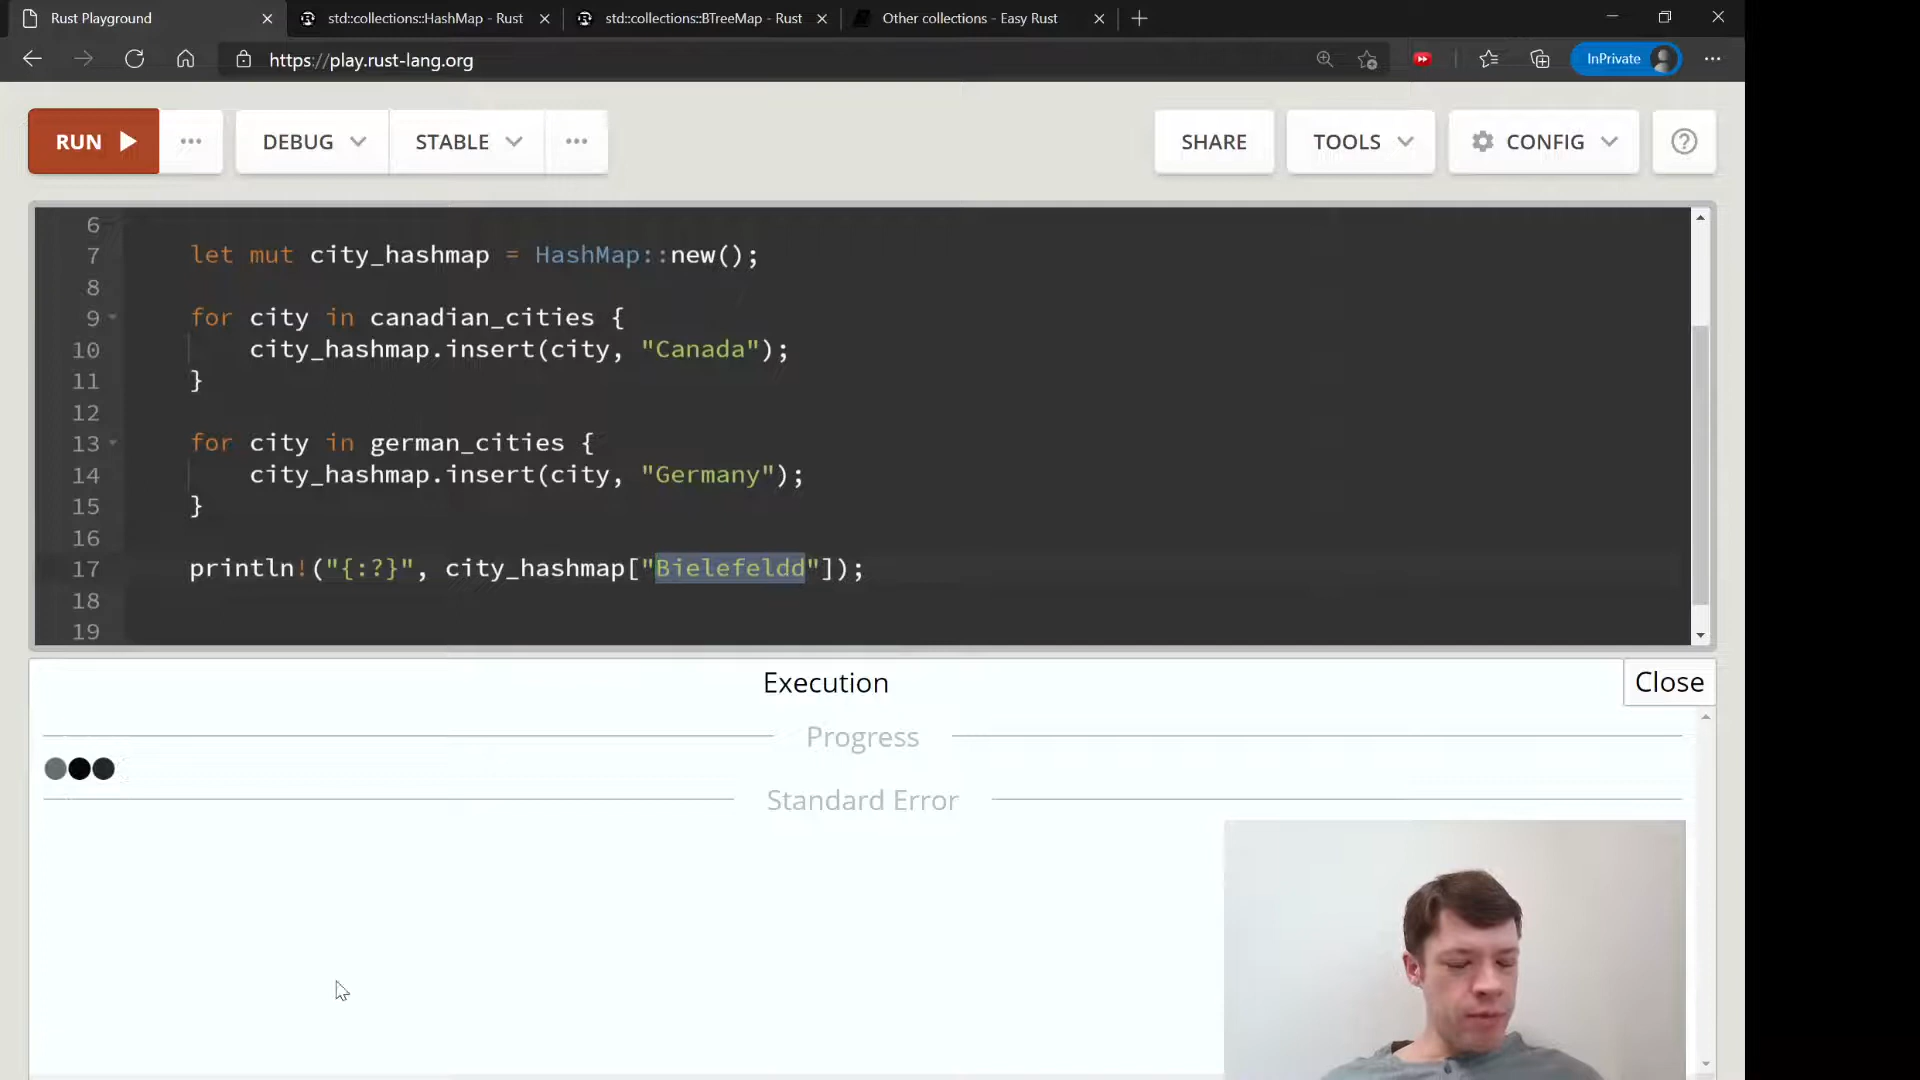 Rust Playground
std::collections::HashMap - Rust
std::collections::BTreeMap - Rust
Other collections - Easy Rust
https://play.rust-lang.org
InPrivate
RUN
DEBUG
STABLE
SHARE
TOOLS
CONFIG
6
7 let mut city_hashmap = HashMap::new();
8
9 for city in canadian_cities {
10 city_hashmap.insert(city, "Canada");
11 }
12
13 for city in german_cities {
14 city_hashmap.insert(city, "Germany");
15 }
16
17 println!("{:?}", city_hashmap["Bielefeldd"]);
18
19
Execution
Close
Progress
Standard Error